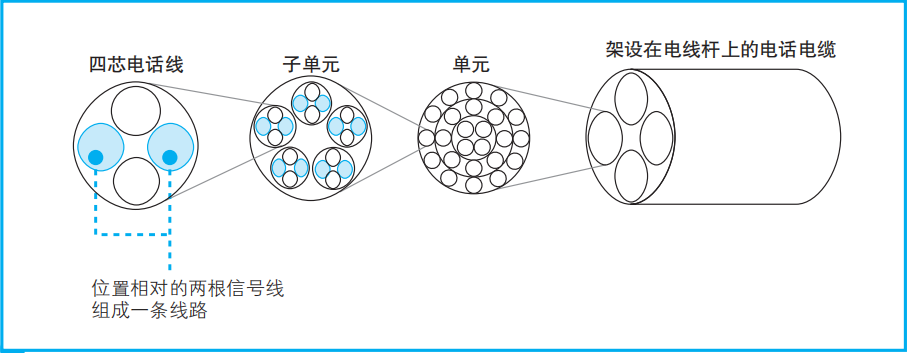 四芯电话线
子单元
单元
架设在电线杆上的电话电缆
位置相对的两根信号线
组成一条线路